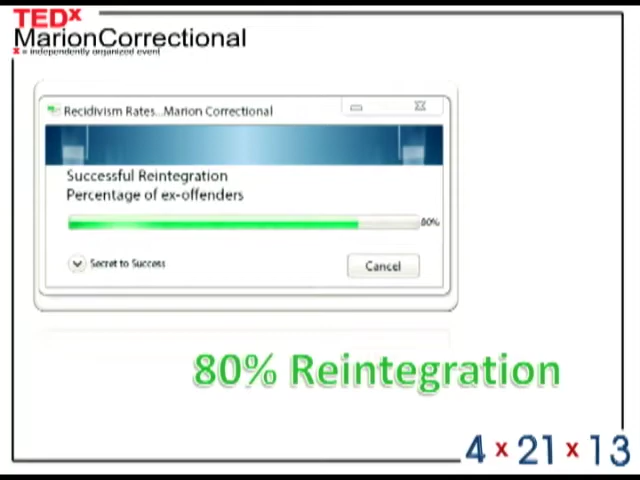 TEDx
MarionCorrectional
x = independently organized event
Recidivism Rates...Marion Correctional
Successful Reintegration
Percentage of ex-offenders
80%
Secret to Success
Cancel
80% Reintegration
4 x 21 x 13